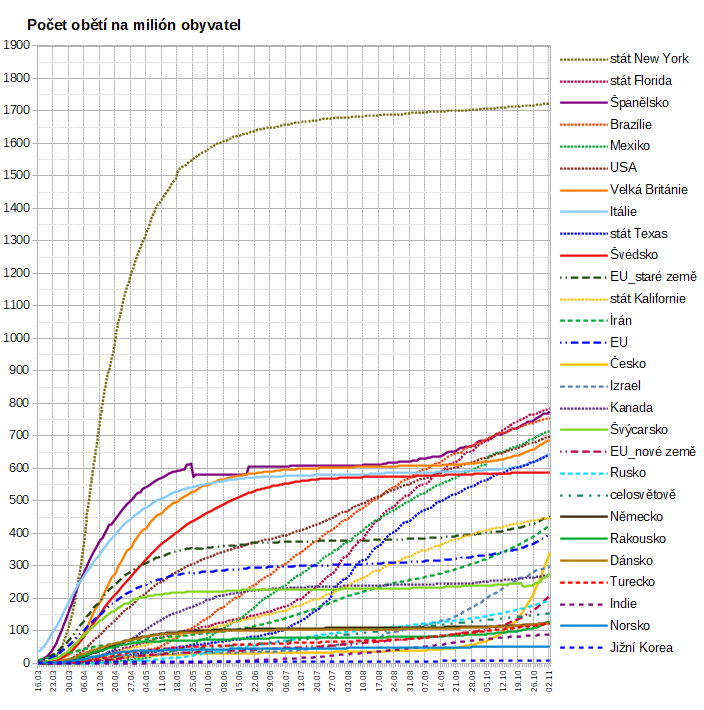 Počet obětí na milión obyvatel
1900
1800
1700
1600
1500
1400
1300
1200
1100
1000
900
800
700
600
500
400
300
200
100
0
16.03
23.03
30.03
06.04
13.04
20.04
27.04
04.05
11.05
18.05
25.05
01.06
08.06
15.06
22.06
29.06
06.07
13.07
20.07
27.07
03.08
10.08
17.08
24.08
31.08
07.09
14.09
21.09
28.09
05.10
12.10
19.10
26.10
02.11
stát New York
stát Florida
Španělsko
Brazílie
Mexiko
USA
Velká Británie
Itálie
stát Texas
Švédsko
EU_staré země
stát Kalifornie
Írán
EU
Česko
Izrael
Kanada
Švýcarsko
EU_nové země
Rusko
celosvětově
Německo
Rakousko
Dánsko
Turecko
Indie
Norsko
Jižní Korea